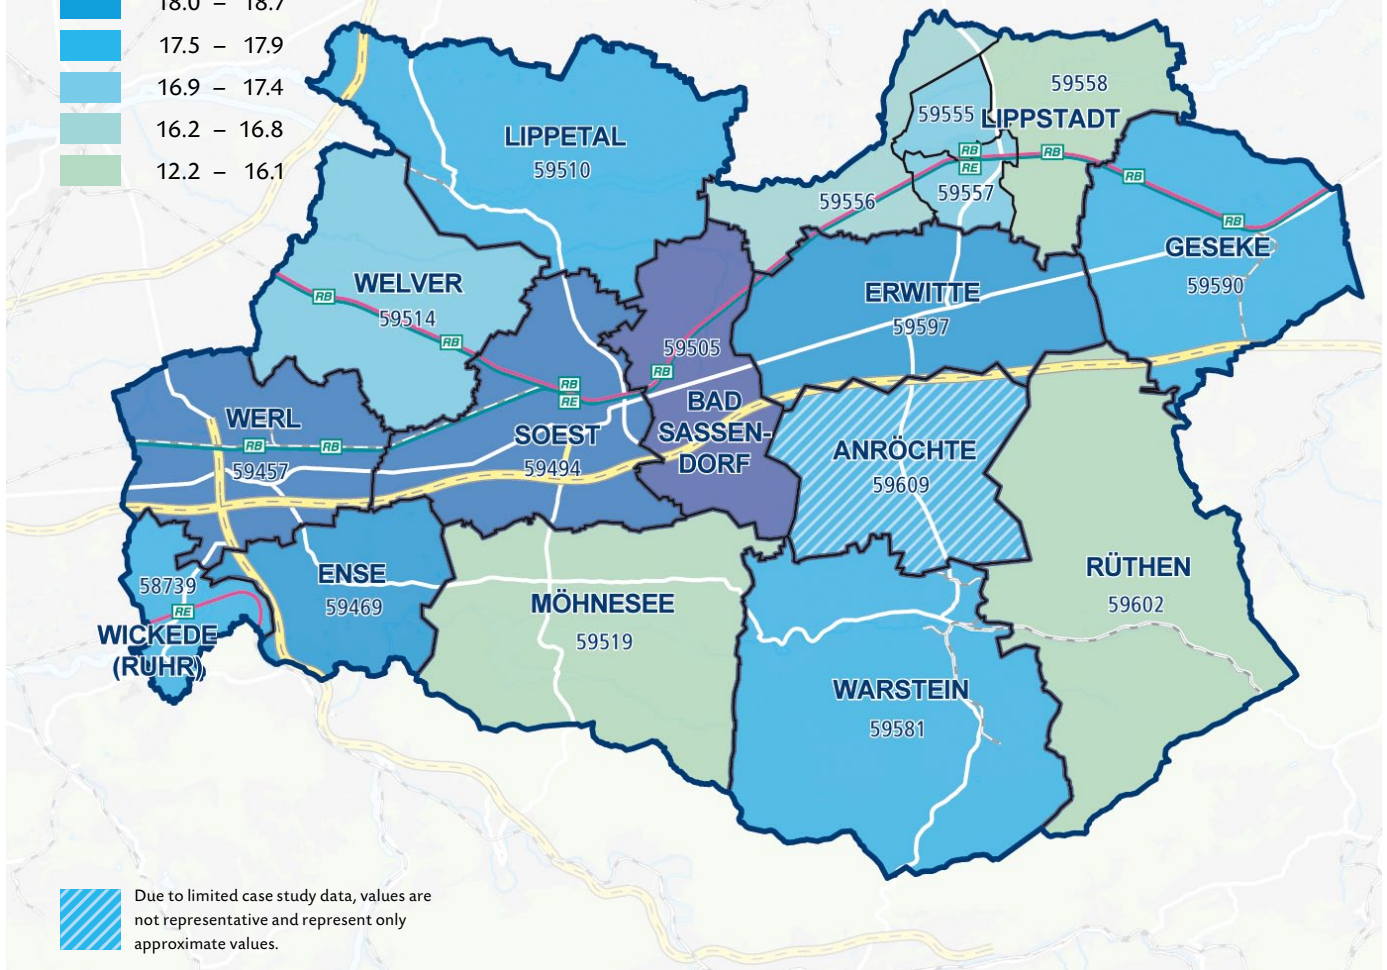 18.0 – 18.7
17.5 – 17.9
16.9 – 17.4
16.2 – 16.8
12.2 – 16.1
59558
59555
LIPPSTADT
LIPPETAL
59510
RB
RE
RB
RB
59556
59557
RB
GESEKE
59590
WELVER
RB
59514
RB
ERWITTE
59597
59505
RB
RB
RE
BAD
SASSEN-
DORF
WERL
RB
RB
59457
SOEST
59494
ANRÖCHTE
59609
58739
RE
WICKEDE
(RUHR)
ENSE
59469
MÖHNESEE
59519
RÜTHEN
59602
WARSTEIN
59581
Due to limited case study data, values are
not representative and represent only
approximate values.